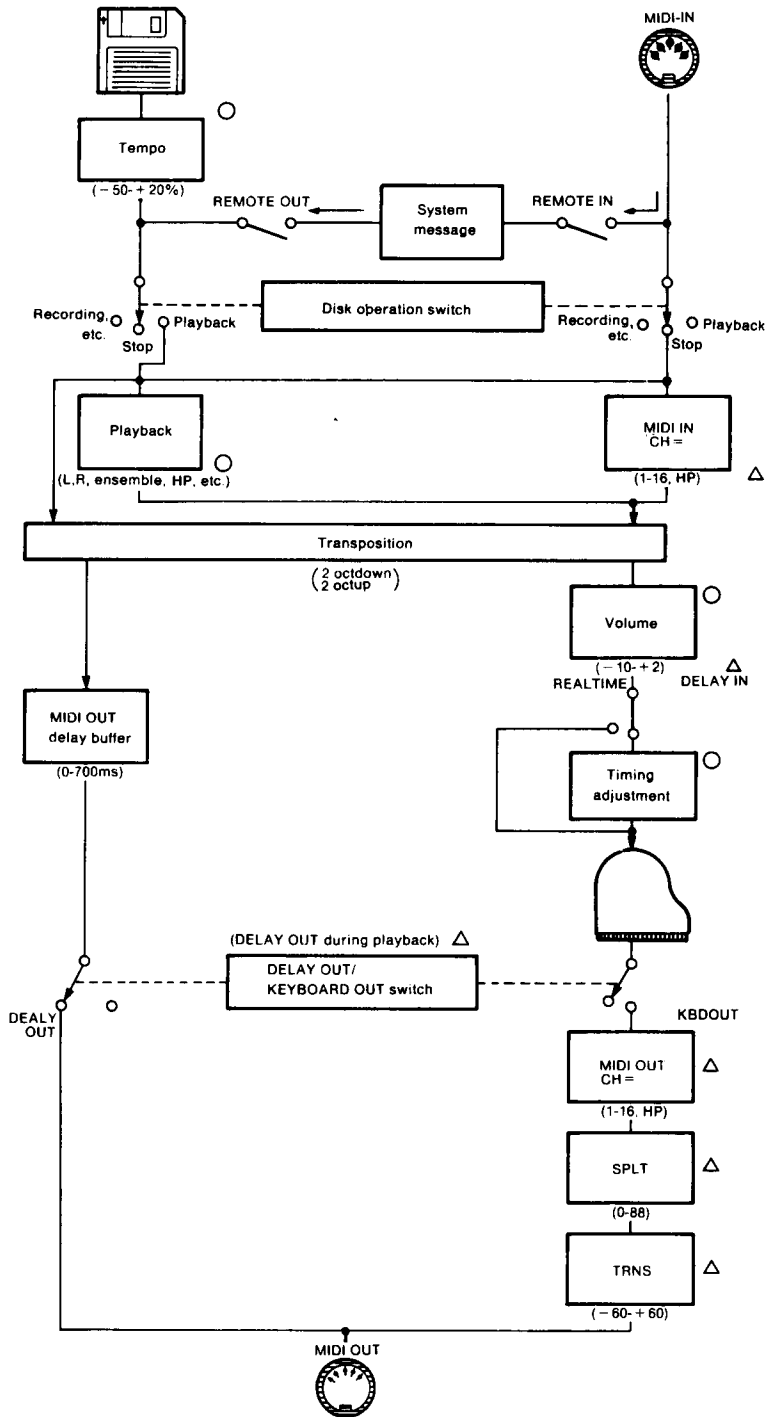 MIDI-IN
Tempo
(−50-+20%)
REMOTE OUT
System
message
REMOTE IN
Disk operation switch
Recording,
etc.
Stop
Playback
Recording,
etc.
Stop
Playback
Playback
(L,R, ensemble, HP, etc.)
MIDI IN
CH=
(1-16, HP)
Transposition
(2 octdown
2 octup)
Volume
(−10-+2)
REALTIME
DELAY IN
MIDI OUT
delay buffer
(0-700ms)
Timing
adjustment
(DELAY OUT during playback)
DELAY OUT/
KEYBOARD OUT switch
DEALY
OUT
KBDOUT
MIDI OUT
CH=
(1-16, HP)
SPLT
(0-88)
TRNS
(−60-+60)
MIDI OUT